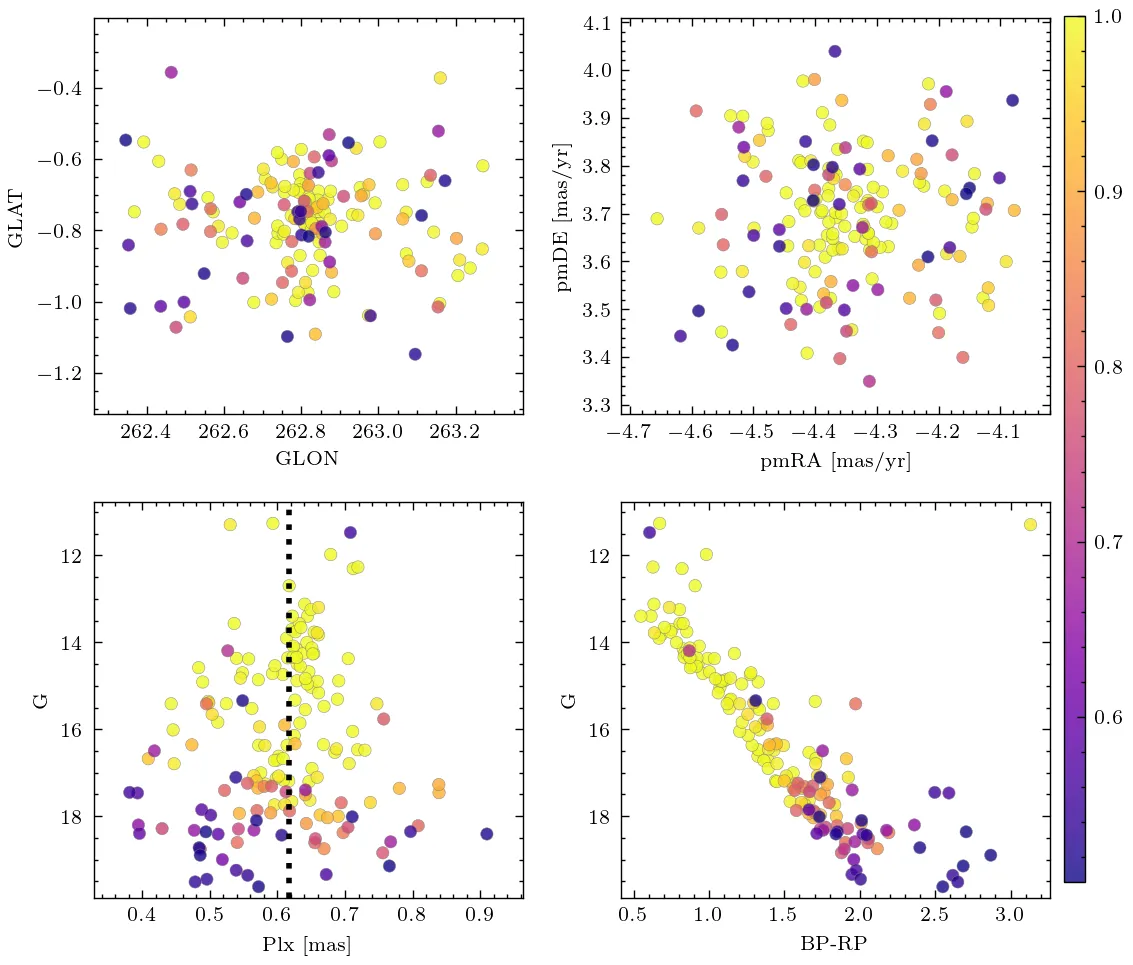 −0.4
−0.6
−0.8
−1.0
−1.2
GLAT
262.4 262.6 262.8 263.0 263.2
GLON
4.1
4.0
3.9
3.8
3.7
3.6
3.5
3.4
3.3
pmDE [mas/yr]
−4.7 −4.6 −4.5 −4.4 −4.3 −4.2 −4.1
pmRA [mas/yr]
12
14
16
18
G
0.4 0.5 0.6 0.7 0.8 0.9
Plx [mas]
12
14
16
18
G
0.5 1.0 1.5 2.0 2.5 3.0
BP-RP
1.0
0.9
0.8
0.7
0.6